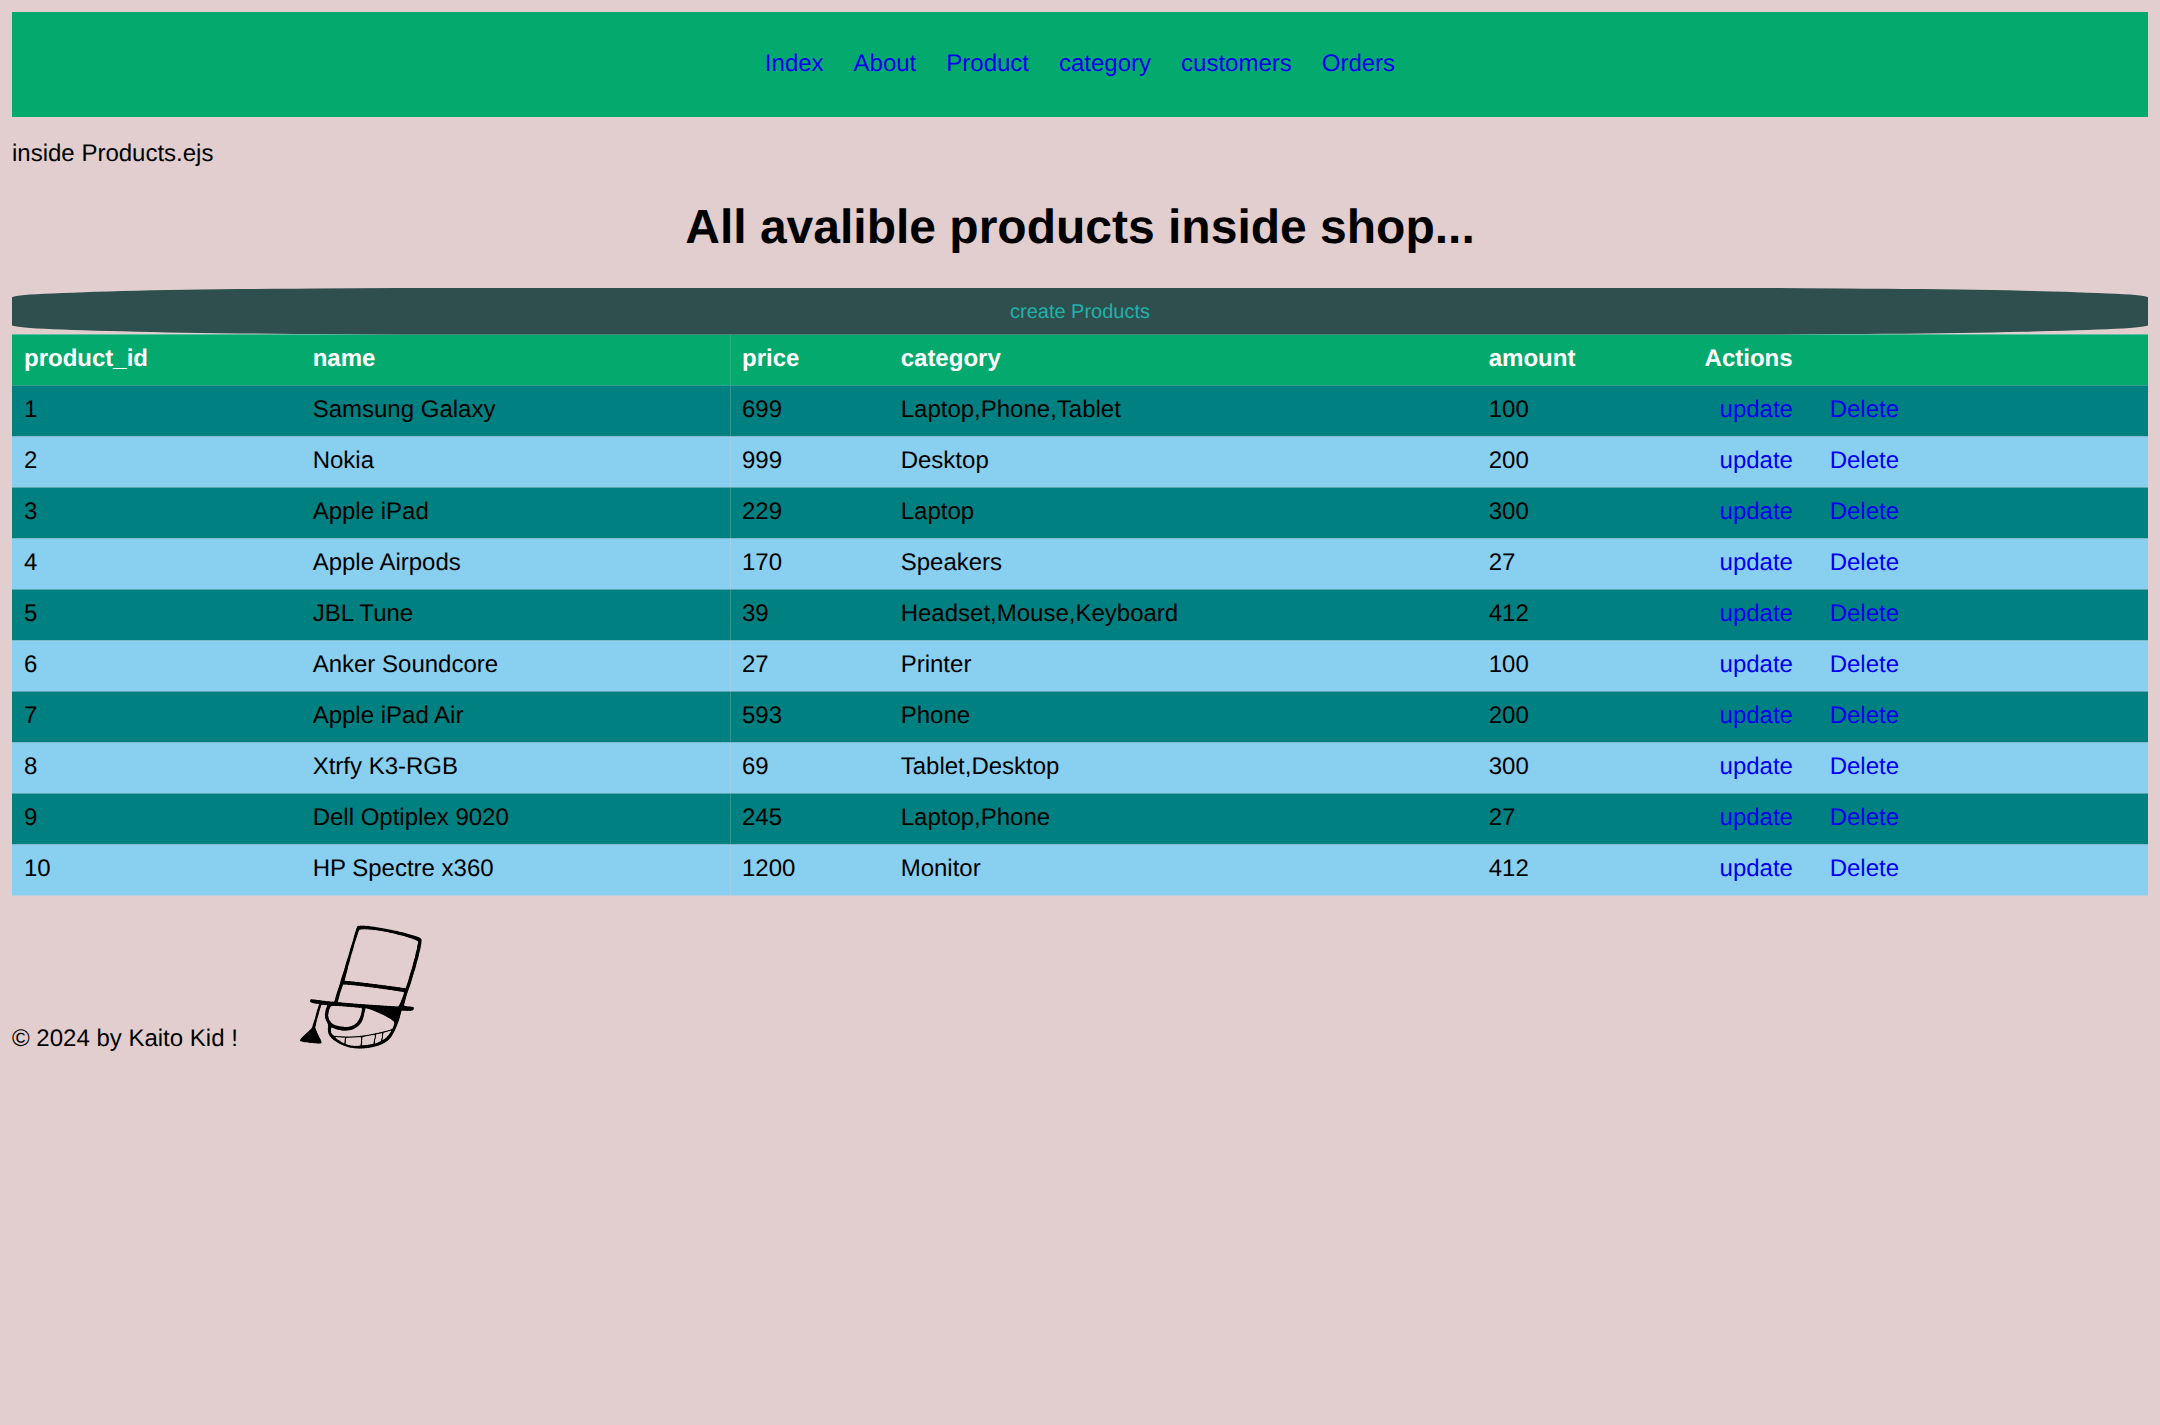 Index About Product category customers Orders
inside Products.ejs
All avalible products inside shop...
create Products
product_id name price category amount Actions
1 Samsung Galaxy 699 Laptop,Phone,Tablet 100 update Delete
2 Nokia 999 Desktop 200 update Delete
3 Apple iPad 229 Laptop 300 update Delete
4 Apple Airpods 170 Speakers 27 update Delete
5 JBL Tune 39 Headset,Mouse,Keyboard 412 update Delete
6 Anker Soundcore 27 Printer 100 update Delete
7 Apple iPad Air 593 Phone 200 update Delete
8 Xtrfy K3-RGB 69 Tablet,Desktop 300 update Delete
9 Dell Optiplex 9020 245 Laptop,Phone 27 update Delete
10 HP Spectre x360 1200 Monitor 412 update Delete
© 2024 by Kaito Kid !